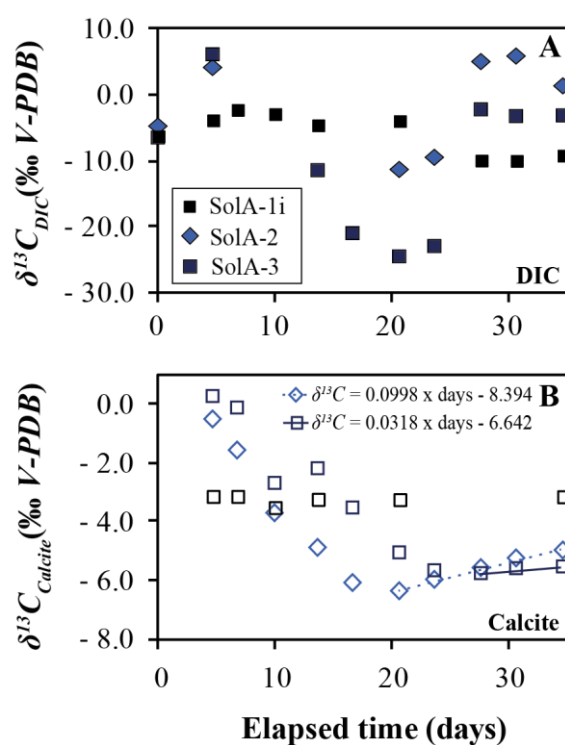 A
10.0
0.0
- 10.0
- 20.0
- 30.0
δ¹³C_DIC (‰ V-PDB)
SolA-1i
SolA-2
SolA-3
DIC
0 10 20 30
B
δ¹³C = 0.0998 x days - 8.394
δ¹³C = 0.0318 x days - 6.642
0.0
- 2.0
- 4.0
- 6.0
- 8.0
δ¹³C_Calcite (‰ V-PDB)
Calcite
0 10 20 30
Elapsed time (days)